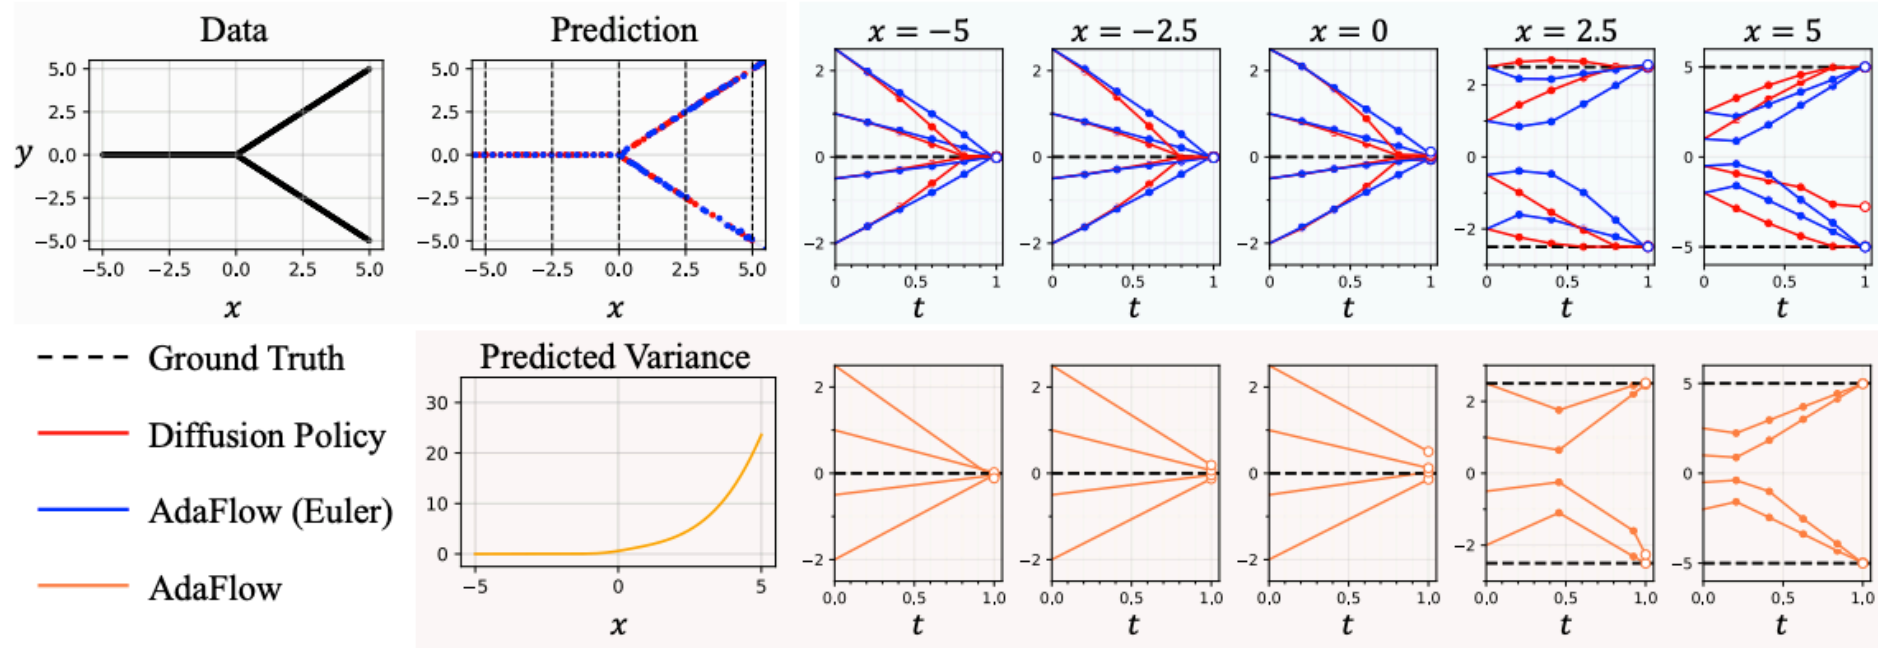 Data
Prediction
x = −5
x = −2.5
x = 0
x = 2.5
x = 5
5.0
2.5
0.0
−2.5
−5.0
y
−5.0 −2.5 0.0 2.5 5.0
x
5.0
2.5
0.0
−2.5
−5.0
−5.0 −2.5 0.0 2.5 5.0
x
2
0
−2
0 0.5 1
t
2
0
−2
0 0.5 1
t
2
0
−2
0 0.5 1
t
2
0
−2
0 0.5 1
t
5
0
−5
0 0.5 1
t
Ground Truth
Diffusion Policy
AdaFlow (Euler)
AdaFlow
Predicted Variance
30
20
10
0
−5 0 5
x
2
0
−2
0.0 0.5 1.0
t
2
0
−2
0.0 0.5 1.0
t
2
0
−2
0.0 0.5 1.0
t
2
0
−2
0.0 0.5 1.0
t
5
0
−5
0.0 0.5 1.0
t